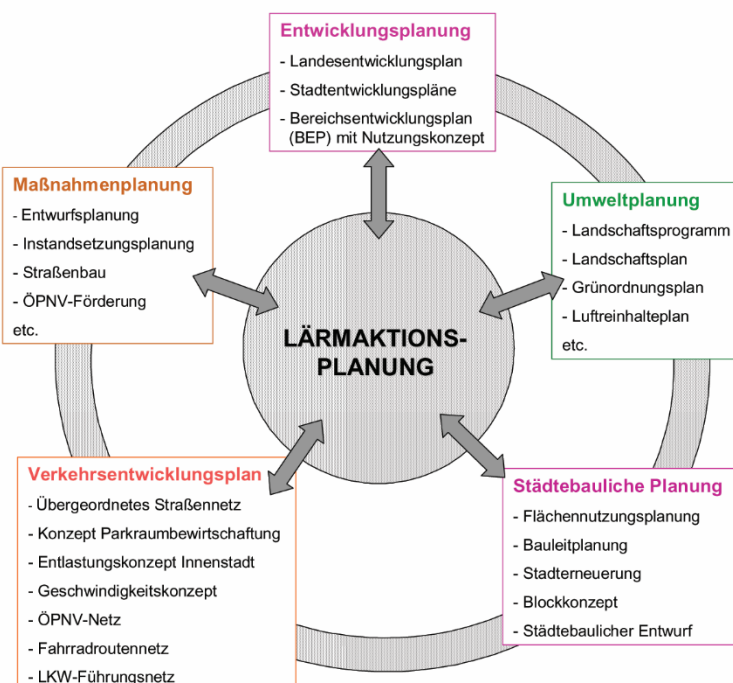 Entwicklungsplanung
- Landesentwicklungsplan
- Stadtentwicklungspläne
- Bereichsentwicklungsplan
(BEP) mit Nutzungskonzept
Maßnahmenplanung
- Entwurfsplanung
- Instandsetzungsplanung
- Straßenbau
- ÖPNV-Förderung
etc.
Umweltplanung
- Landschaftsprogramm
- Landschaftsplan
- Grünordnungsplan
- Luftreinhalteplan
etc.
LÄRMAKTIONS-
PLANUNG
Verkehrsentwicklungsplan
- Übergeordnetes Straßennetz
- Konzept Parkraumbewirtschaftung
- Entlastungskonzept Innenstadt
- Geschwindigkeitskonzept
- ÖPNV-Netz
- Fahrradroutennetz
- LKW-Führungsnetz
Städtebauliche Planung
- Flächennutzungsplanung
- Bauleitplanung
- Stadterneuerung
- Blockkonzept
- Städtebaulicher Entwurf